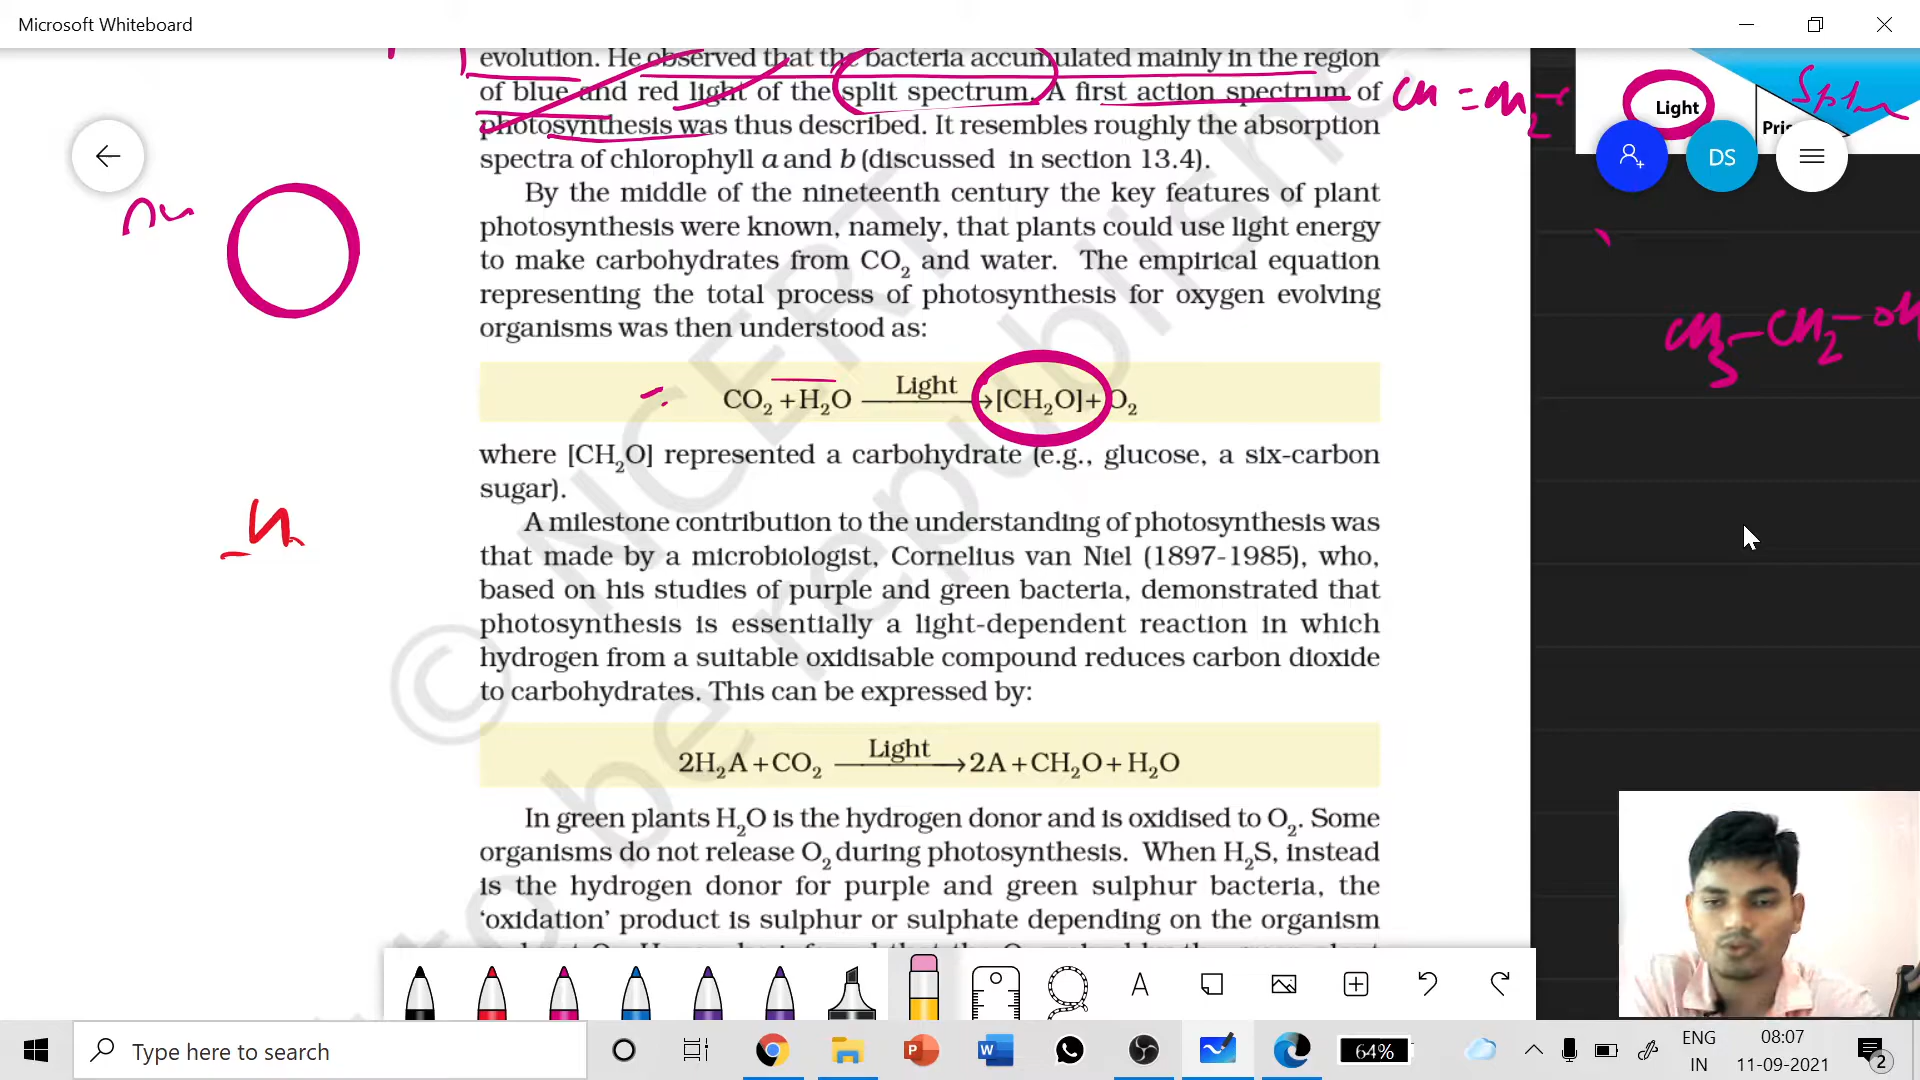 Microsoft Whiteboard
evolution. He observed that the bacteria accumulated mainly in the region
of blue and red light of the split spectrum. A first action spectrum of
photosynthesis was thus described. It resembles roughly the absorption
spectra of chlorophyll a and b (discussed in section 13.4).
By the middle of the nineteenth century the key features of plant
photosynthesis were known, namely, that plants could use light energy
to make carbohydrates from CO₂ and water. The empirical equation
representing the total process of photosynthesis for oxygen evolving
organisms was then understood as:
CO₂ + H₂O —Light→ [CH₂O] + O₂
where [CH₂O] represented a carbohydrate (e.g., glucose, a six-carbon
sugar).
A milestone contribution to the understanding of photosynthesis was
that made by a microbiologist, Cornelius van Niel (1897-1985), who,
based on his studies of purple and green bacteria, demonstrated that
photosynthesis is essentially a light-dependent reaction in which
hydrogen from a suitable oxidisable compound reduces carbon dioxide
to carbohydrates. This can be expressed by:
2H₂A + CO₂ —Light→ 2A + CH₂O + H₂O
In green plants H₂O is the hydrogen donor and is oxidised to O₂. Some
organisms do not release O₂ during photosynthesis. When H₂S, instead
is the hydrogen donor for purple and green sulphur bacteria, the
‘oxidation’ product is sulphur or sulphate depending on the organism
© NCERT
be republishe
Light
DS
CH₃-CH₂-OH
A
Type here to search
64%
ENG
IN
08:07
11-09-2021
2